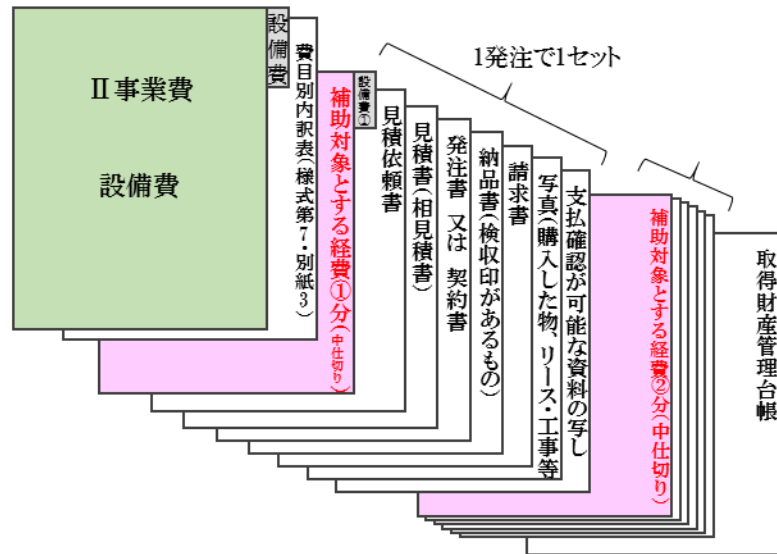 Ⅱ事業費
設備費
設備費
費目別内訳表(様式第7・別紙3)
補助対象とする経費①分(中仕切り)
設備費①
1発注で1セット
見積依頼書
見積書(相見積書)
発注書 又は 契約書
納品書(検収印があるもの)
請求書
写真(購入した物、リース・工事等
支払確認が可能な資料の写し
補助対象とする経費②分(中仕切り)
取得財産管理台帳